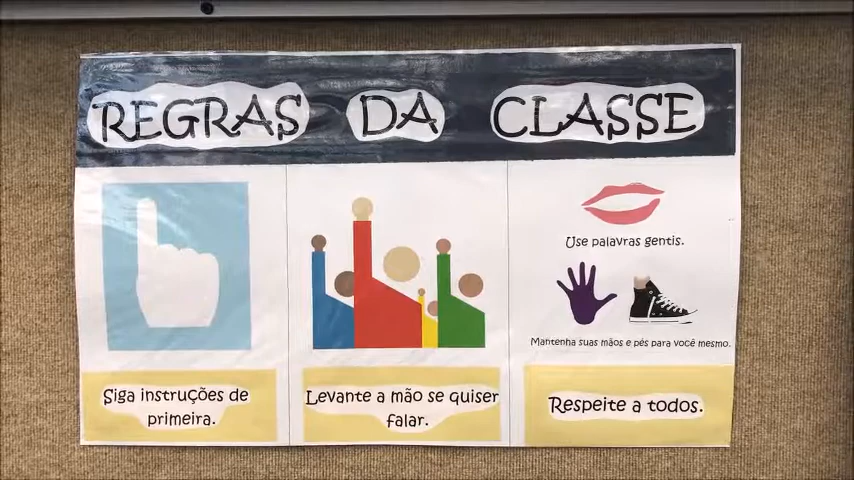 REGRAS DA CLASSE
Use palavras gentis.
Mantenha suas mãos e pés para você mesmo.
Siga instruções de
primeira.
Levante a mão se quiser
falar.
Respeite a todos.